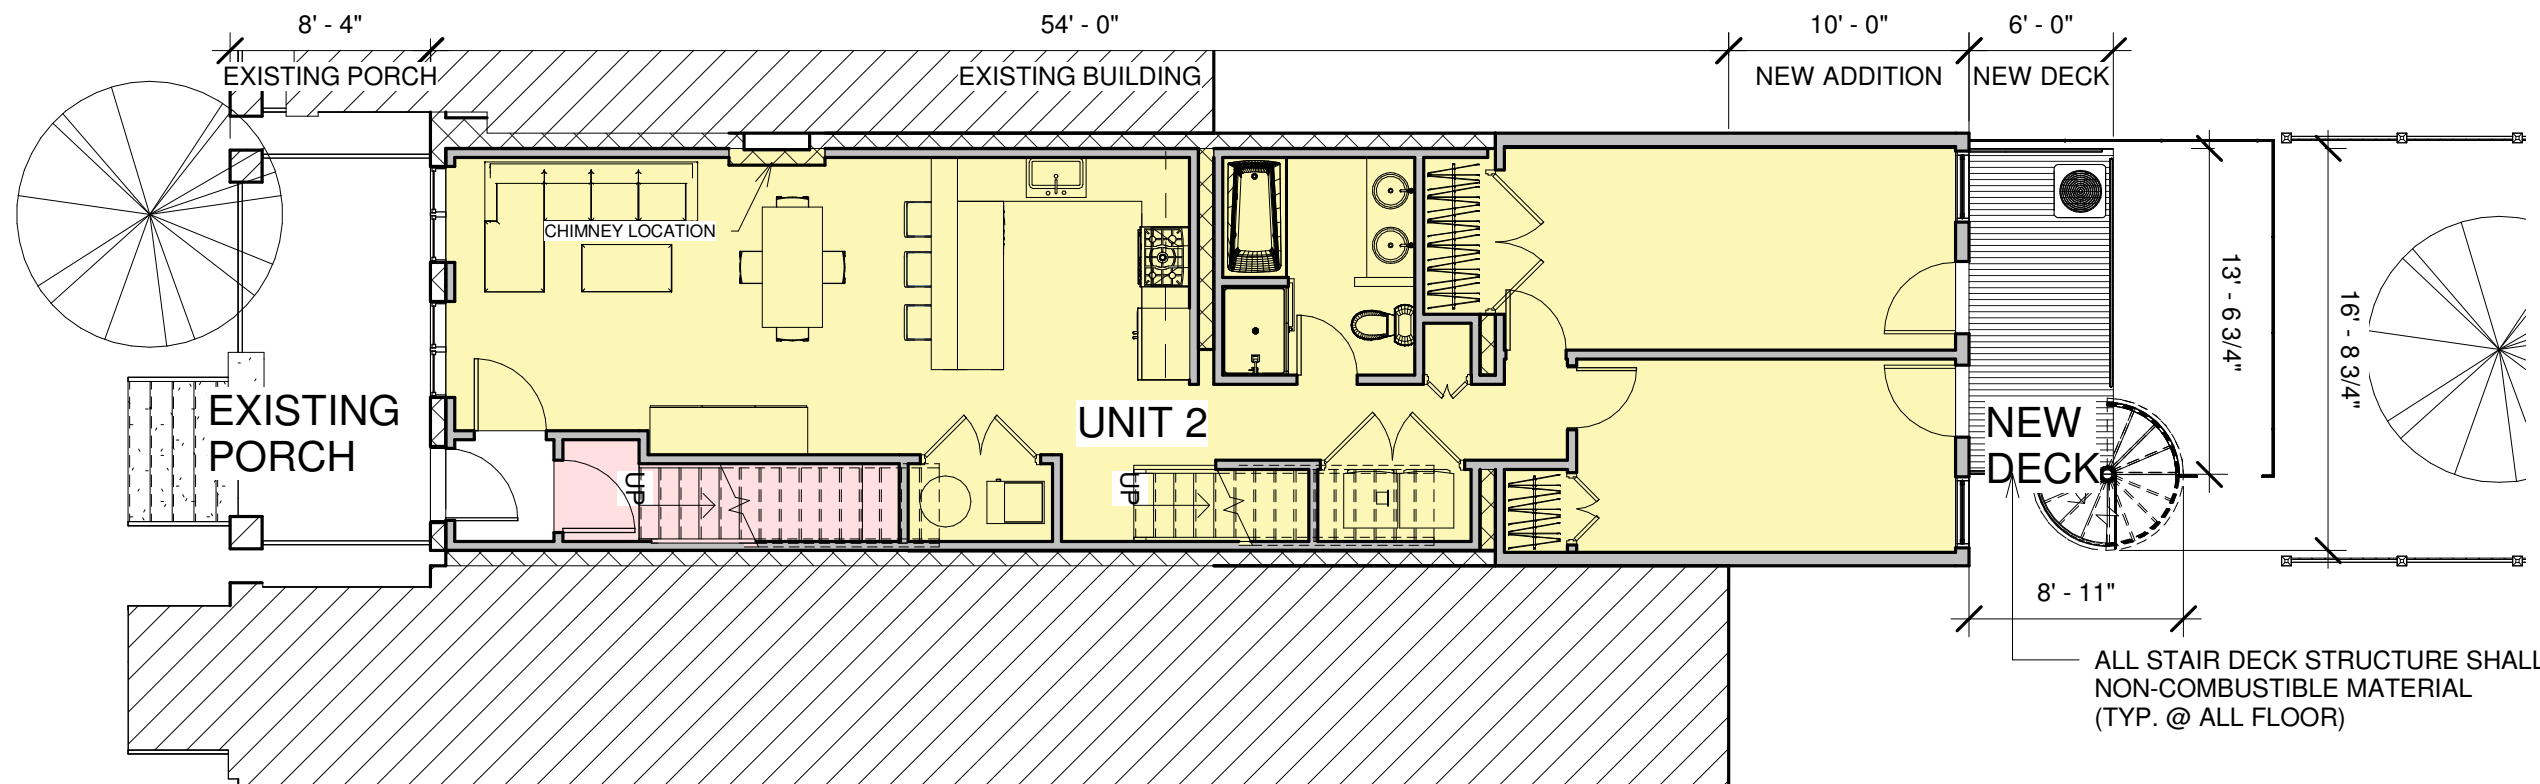 8' - 4"
54' - 0"
10' - 0"
6' - 0"
EXISTING PORCH
EXISTING BUILDING
NEW ADDITION
NEW DECK
CHIMNEY LOCATION
13' - 6 3/4"
16' - 8 3/4"
EXISTING
PORCH
UNIT 2
NEW
DECK
UP
UP
8' - 11"
ALL STAIR DECK STRUCTURE SHALL
NON-COMBUSTIBLE MATERIAL
(TYP. @ ALL FLOOR)